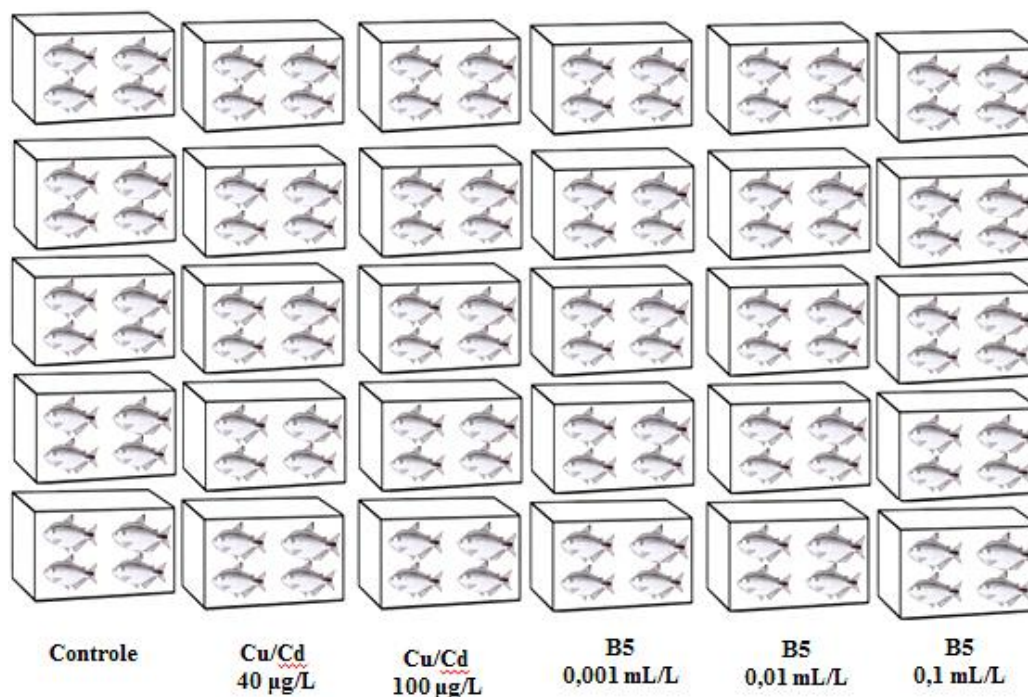 Controle
Cu/Cd
40 µg/L
Cu/Cd
100 µg/L
B5
0,001 mL/L
B5
0,01 mL/L
B5
0,1 mL/L